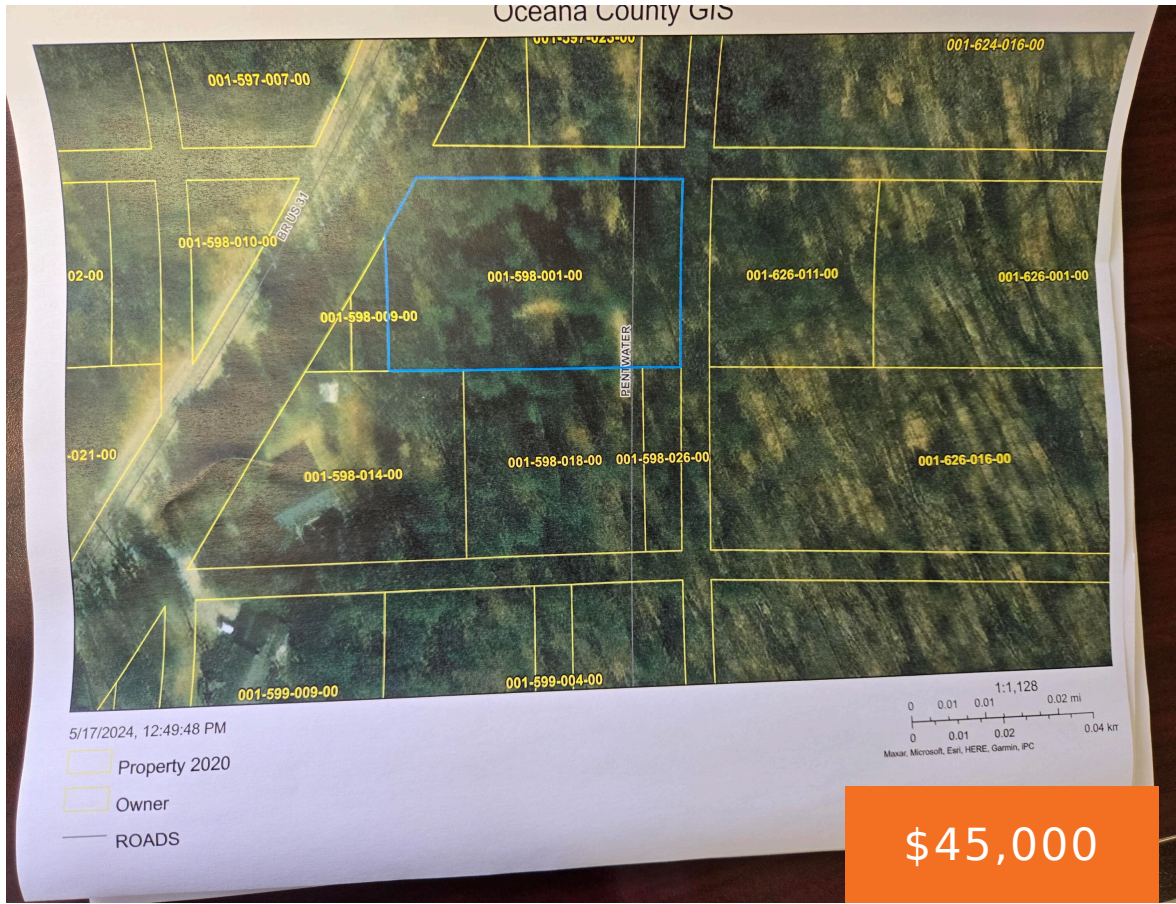 Oceana County GIS
001-597-023-00
001-624-016-00
001-597-007-00
BR US 31
001-598-010-00
02-00
001-598-001-00
001-626-011-00
001-626-001-00
001-598-009-00
PENTWATER
-021-00
001-598-014-00
001-598-018-00
001-598-026-00
001-626-016-00
001-599-009-00
001-599-004-00
5/17/2024, 12:49:48 PM
Property 2020
Owner
ROADS
1:1,128
0 0.01 0.01 0.02 mi
0 0.01 0.02 0.04 km
Maxar, Microsoft, Esri, HERE, Garmin, iPC
$45,000